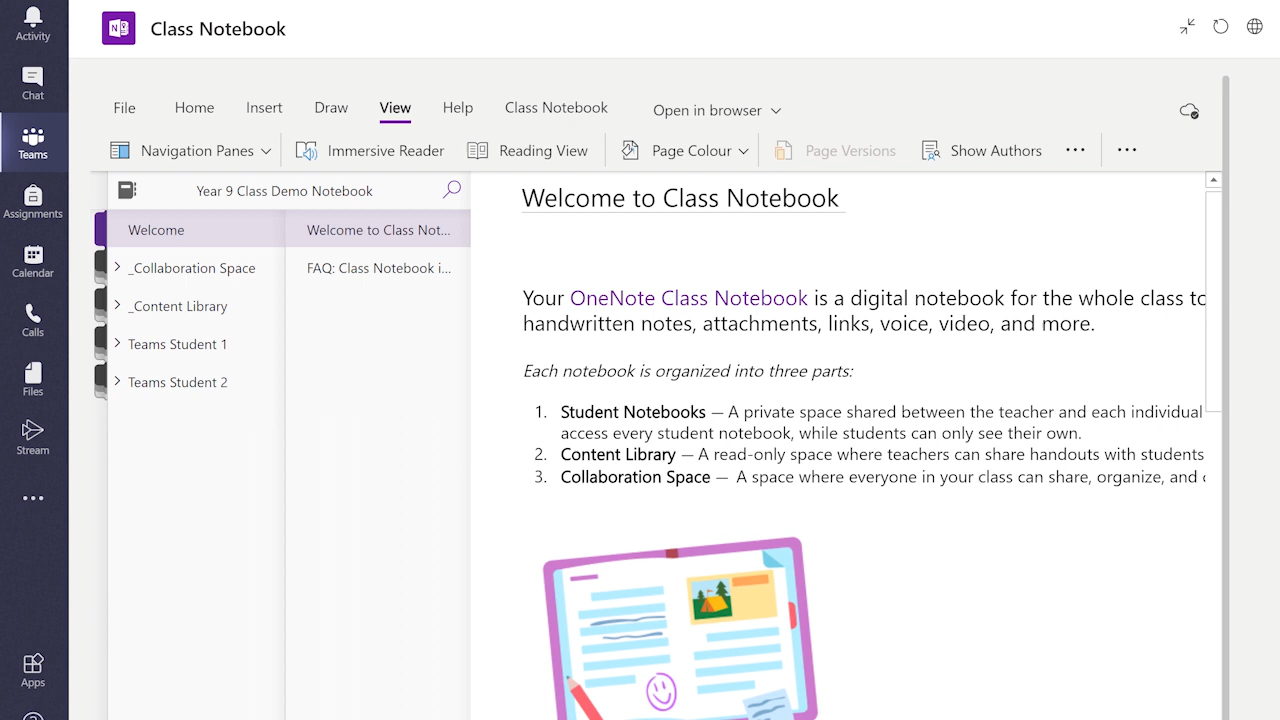 Activity
Chat
Teams
Assignments
Calendar
Calls
Files
Stream
Apps
Class Notebook
File Home Insert Draw View Help Class Notebook Open in browser
Navigation Panes Immersive Reader Reading View Page Colour Page Versions Show Authors
Year 9 Class Demo Notebook
Welcome
_Collaboration Space
_Content Library
Teams Student 1
Teams Student 2
Welcome to Class Not...
FAQ: Class Notebook i...
Welcome to Class Notebook
Your OneNote Class Notebook is a digital notebook for the whole class to
handwritten notes, attachments, links, voice, video, and more.
Each notebook is organized into three parts:
1. Student Notebooks — A private space shared between the teacher and each individual
access every student notebook, while students can only see their own.
2. Content Library — A read-only space where teachers can share handouts with students
3. Collaboration Space — A space where everyone in your class can share, organize, and